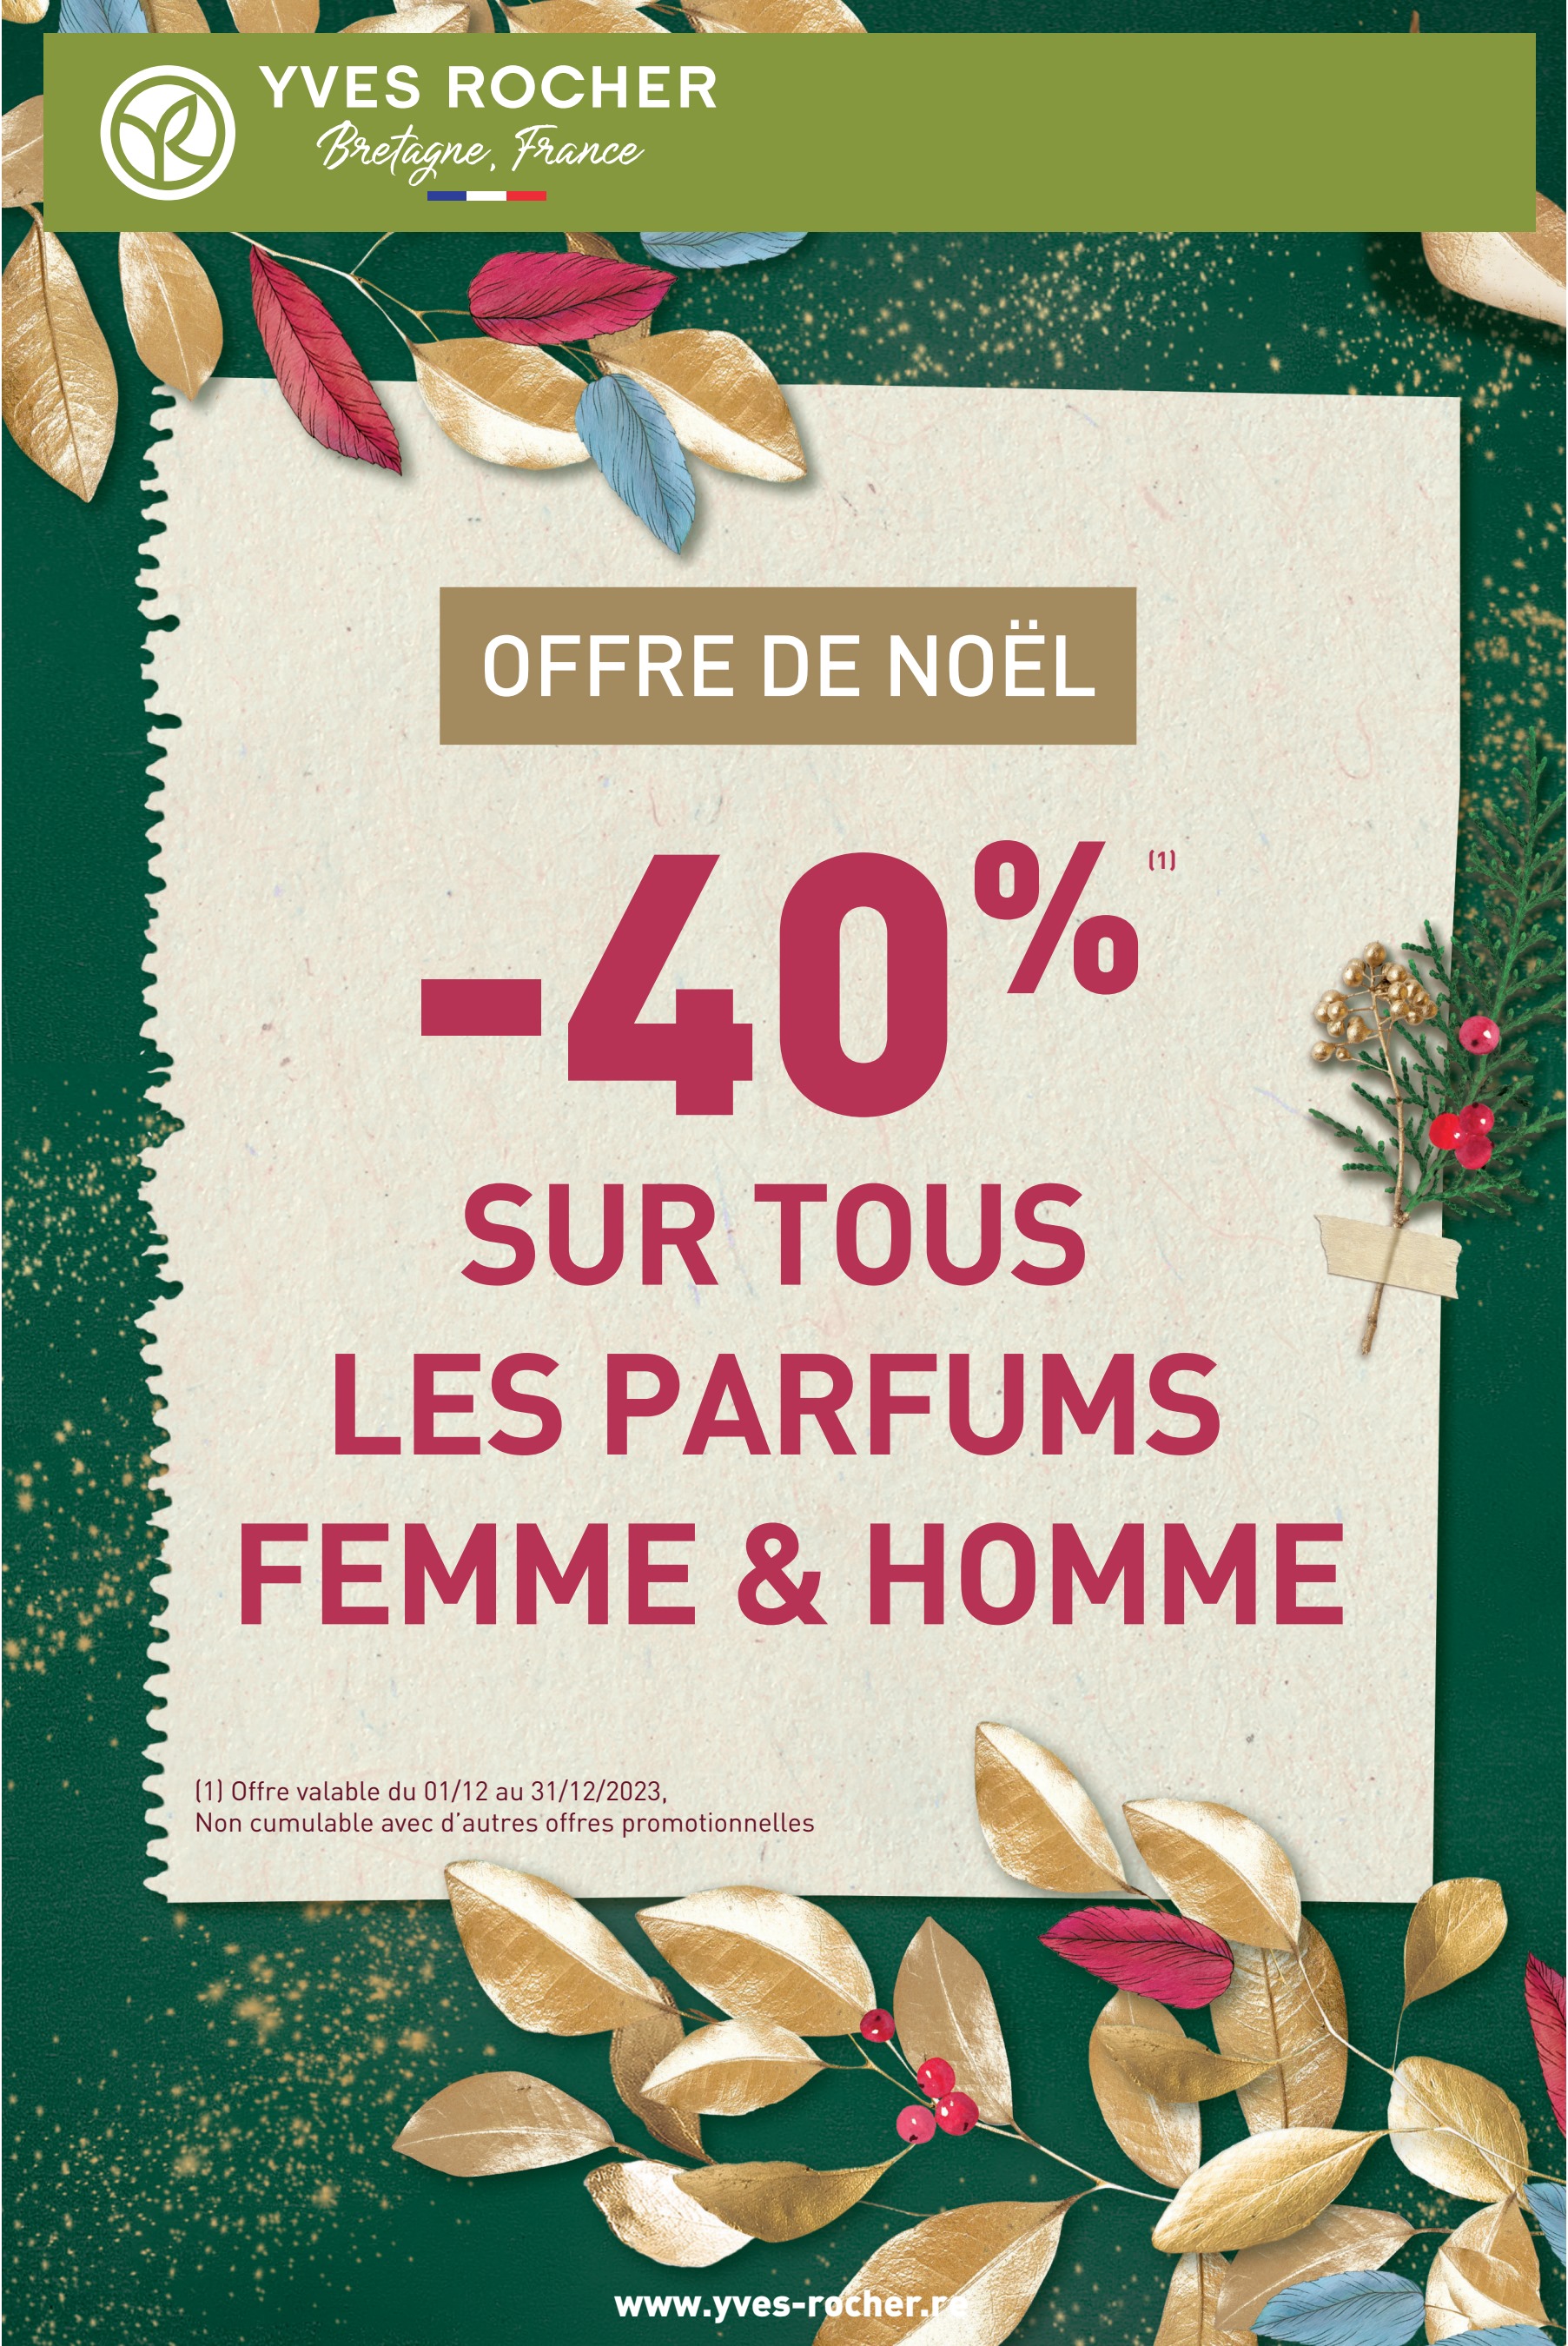 YVES ROCHER
Bretagne, France
OFFRE DE NOËL
-40% (1)
SUR TOUS
LES PARFUMS
FEMME & HOMME
(1) Offre valable du 01/12 au 31/12/2023,
Non cumulable avec d’autres offres promotionnelles
www.yves-rocher.re